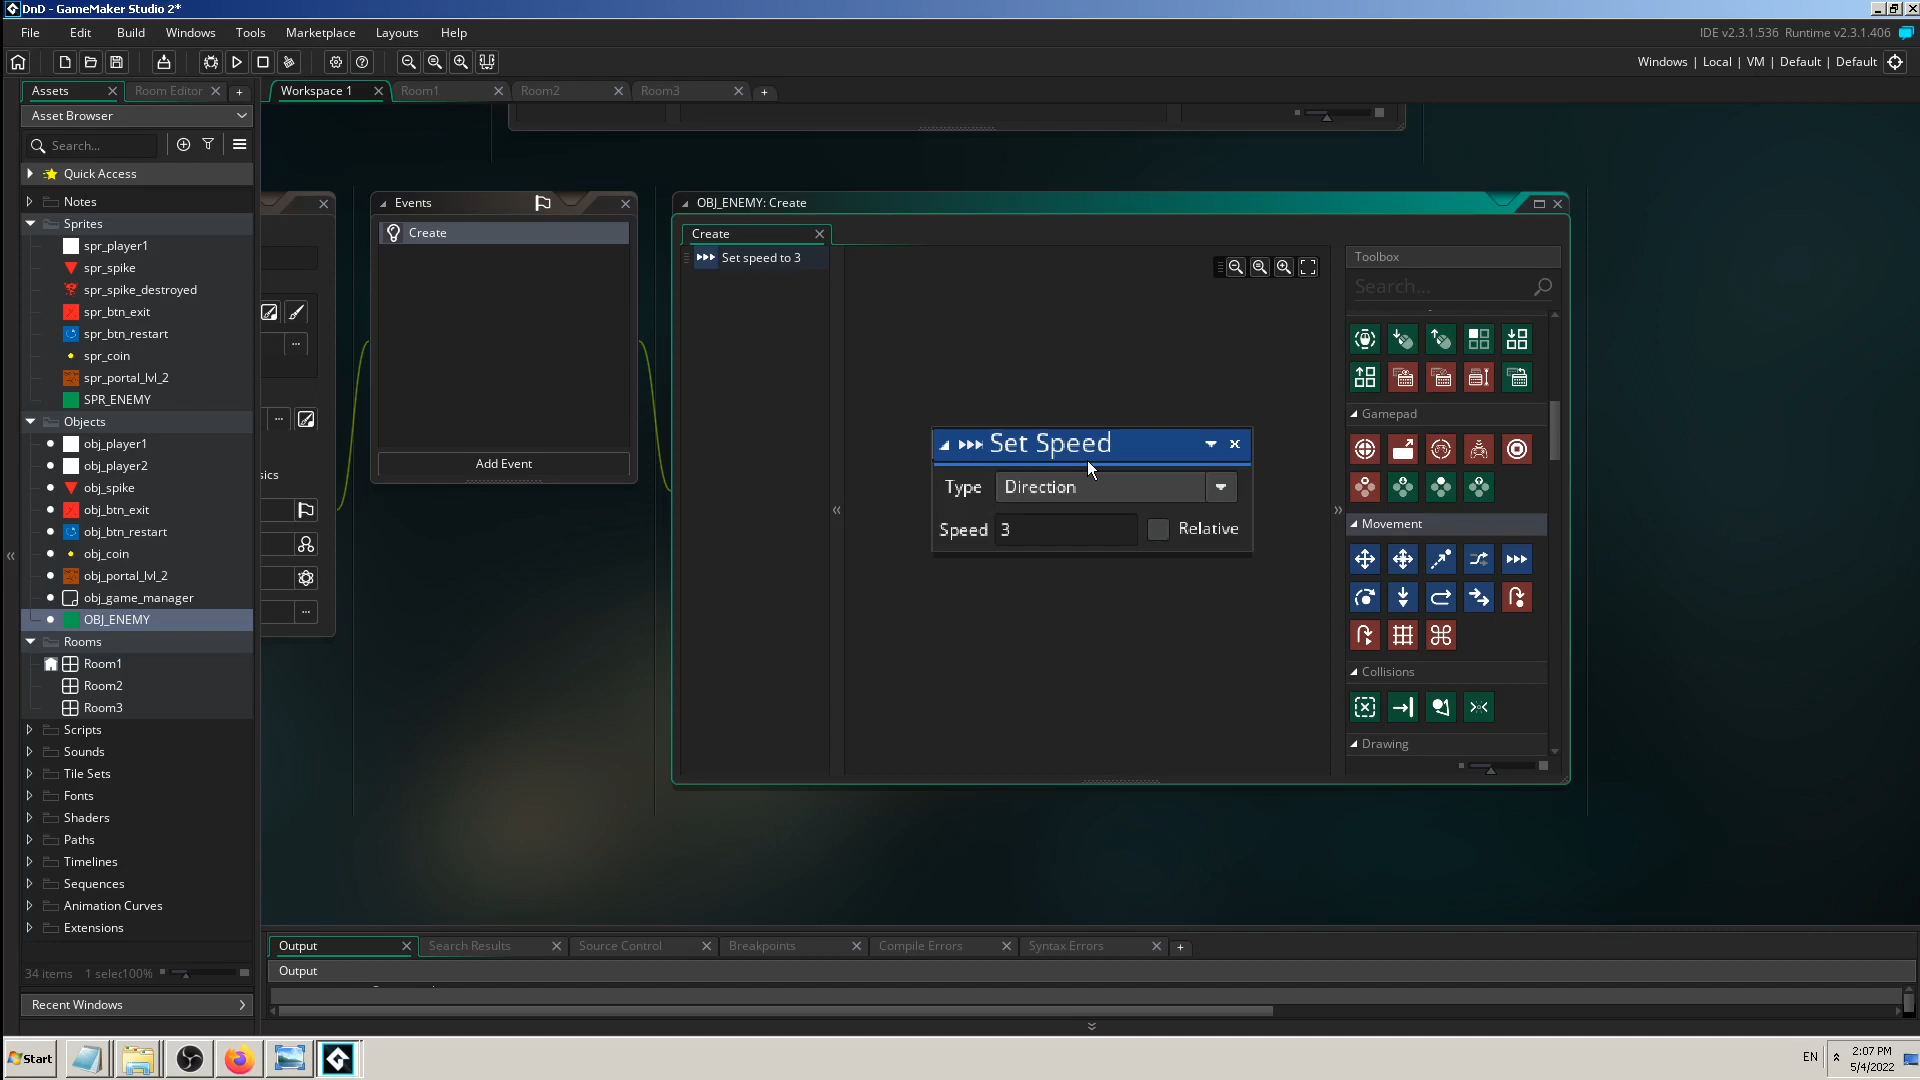 DnD - GameMaker Studio 2*
File Edit Build Windows Tools Marketplace Layouts Help
IDE v2.3.1.536 Runtime v2.3.1.406
Windows | Local | VM | Default | Default
Assets Room Editor
Workspace 1 Room1 Room2 Room3
Asset Browser
Search...
Quick Access
Notes
Sprites
spr_player1
spr_spike
spr_spike_destroyed
spr_btn_exit
spr_btn_restart
spr_coin
spr_portal_lvl_2
SPR_ENEMY
Objects
obj_player1
obj_player2
obj_spike
obj_btn_exit
obj_btn_restart
obj_coin
obj_portal_lvl_2
obj_game_manager
OBJ_ENEMY
Rooms
Room1
Room2
Room3
Scripts
Sounds
Tile Sets
Fonts
Shaders
Paths
Timelines
Sequences
Animation Curves
Extensions
34 items 1 selec100%
Recent Windows
sics
Events
Create
Add Event
OBJ_ENEMY: Create
Create
Set speed to 3
Set Speed
Type Direction
Speed 3 Relative
Toolbox
Search...
Gamepad
Movement
Collisions
Drawing
Output Search Results Source Control Breakpoints Compile Errors Syntax Errors
Output
Start
EN
2:07 PM
5/4/2022